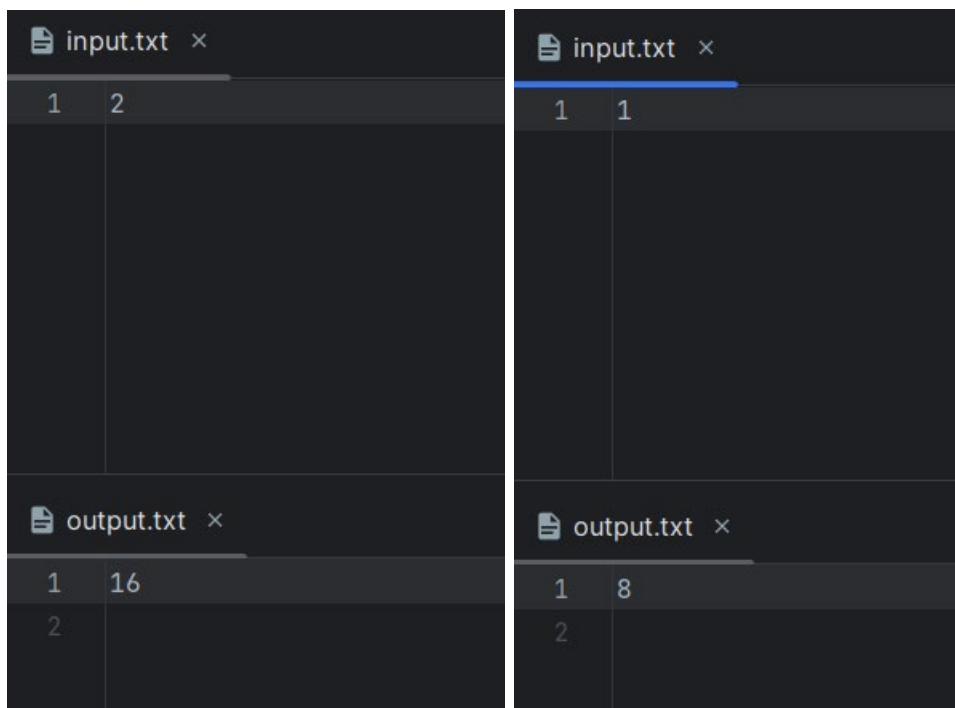 input.txt ×
1 2
output.txt ×
1 16
2
input.txt ×
1 1
output.txt ×
1 8
2